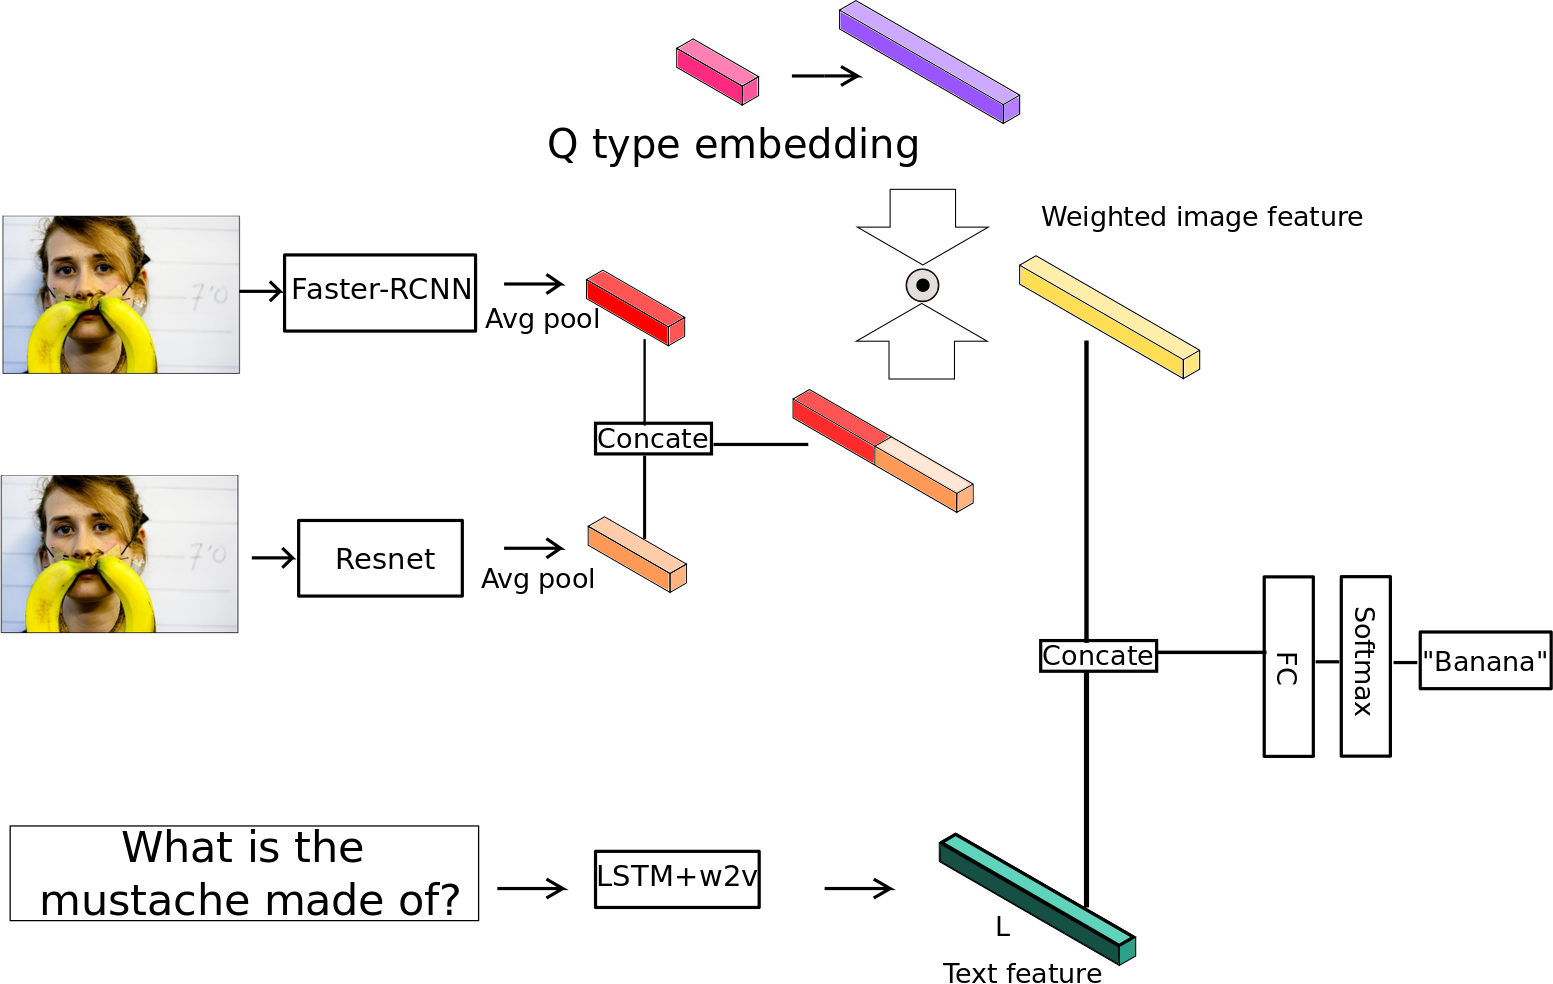 Q type embedding
Weighted image feature
7'0
Faster-RCNN
Avg pool
Concate
7'0
Resnet
Avg pool
Concate
FC
Softmax
"Banana"
What is the
mustache made of?
LSTM+w2v
L
Text feature